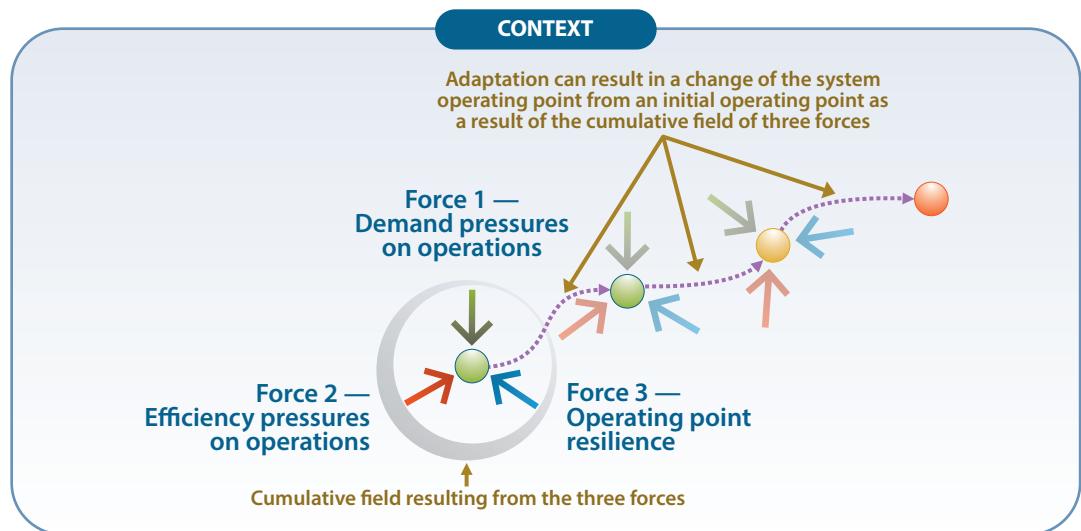 CONTEXT
Adaptation can result in a change of the system
operating point from an initial operating point as
a result of the cumulative field of three forces
Force 1 —
Demand pressures
on operations
Force 2 —
Efficiency pressures
on operations
Force 3 —
Operating point
resilience
Cumulative field resulting from the three forces